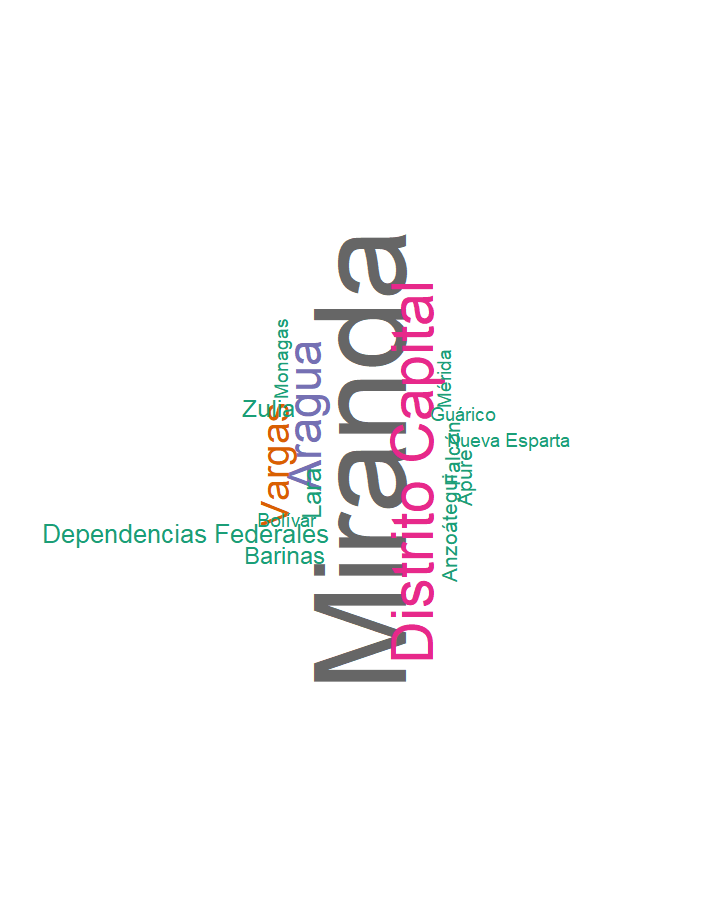 Miranda
Distrito Capital
Aragua
Vargas
Monagas
Zulia
Lara
Bolívar
Dependencias Federales
Barinas
Mérida
Guárico
Nueva Esparta
Falcón
Apure
Anzoátegui